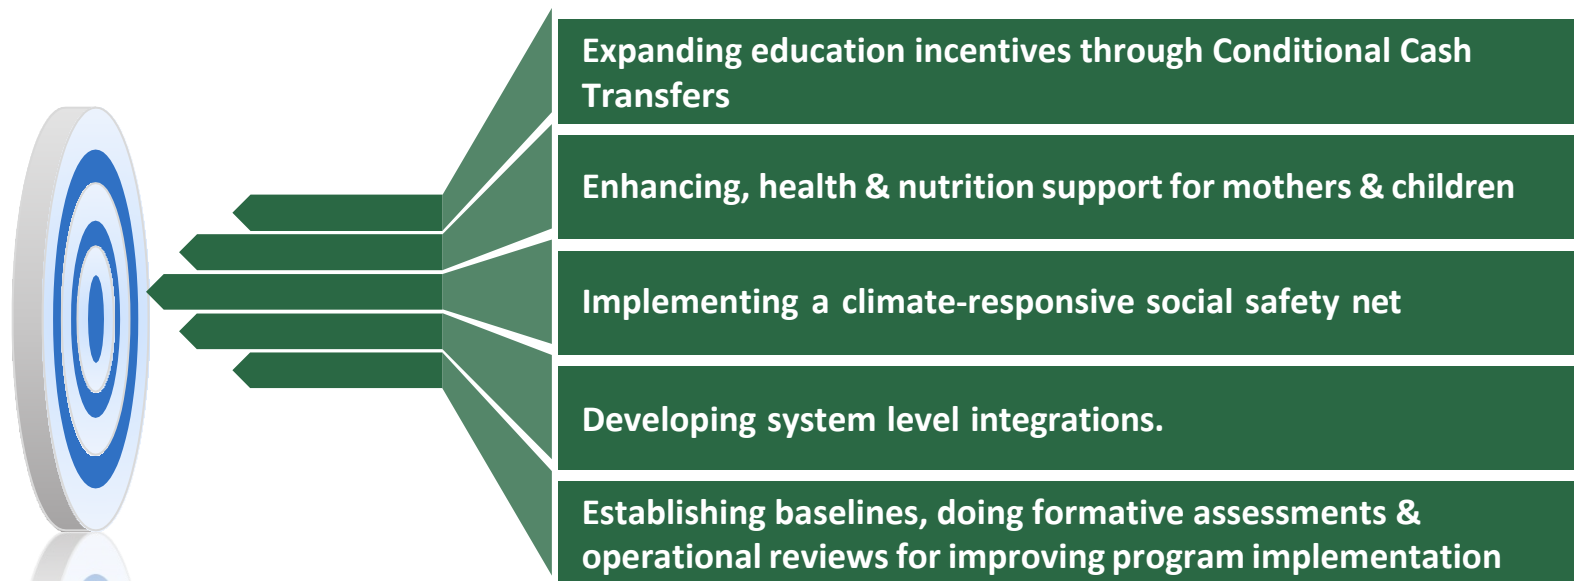 Expanding education incentives through Conditional Cash
Transfers
Enhancing, health & nutrition support for mothers & children
Implementing a climate-responsive social safety net
Developing system level integrations.
Establishing baselines, doing formative assessments &
operational reviews for improving program implementation